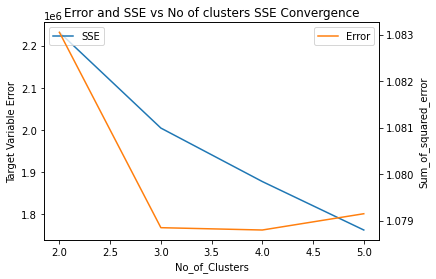 Error and SSE vs No of clusters SSE Convergence
1e6
SSE
Error
2.2
2.1
2.0
1.9
1.8
Target Variable Error
1.083
1.082
1.081
1.080
1.079
Sum_of_squared_error
2.0 2.5 3.0 3.5 4.0 4.5 5.0
No_of_Clusters